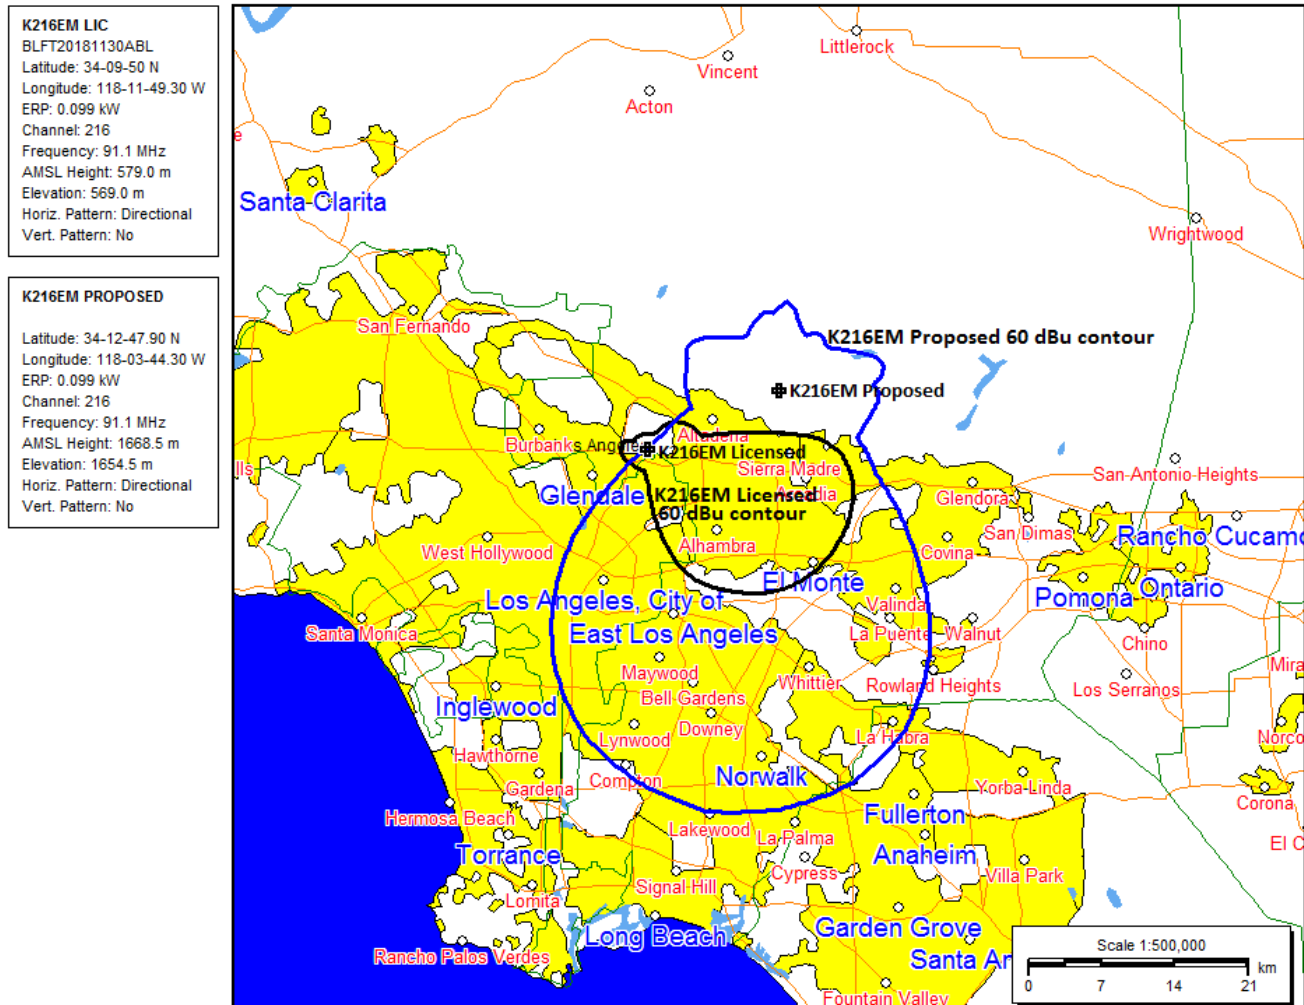 K216EM LIC
BLFT20181130ABL
Latitude: 34-09-50 N
Longitude: 118-11-49.30 W
ERP: 0.099 kW
Channel: 216
Frequency: 91.1 MHz
AMSL Height: 579.0 m
Elevation: 569.0 m
Horiz. Pattern: Directional
Vert. Pattern: No
K216EM PROPOSED
Latitude: 34-12-47.90 N
Longitude: 118-03-44.30 W
ERP: 0.099 kW
Channel: 216
Frequency: 91.1 MHz
AMSL Height: 1668.5 m
Elevation: 1654.5 m
Horiz. Pattern: Directional
Vert. Pattern: No
Littlerock
Vincent
Acton
e
Santa Clarita
Wrightwood
San Fernando
K216EM Proposed 60 dBu contour
K216EM Proposed
Altadena
Burbank
s Angele
K216EM Licensed
Sierra Madre
lls
San Antonio Heights
Glendale
K216EM Licensed
60 dBu contour
Arcadia
Glendora
San Dimas
Rancho Cucamo
West Hollywood
Alhambra
Covina
El Monte
Ontario
Pomona
Los Angeles, City of
Valinda
Santa Monica
East Los Angeles
La Puente
Walnut
Chino
Maywood
Whittier
Rowland Heights
Los Serranos
Mira
Bell Gardens
Inglewood
Downey
La Habra
Norco
Lynwood
Hawthorne
Compton
Norwalk
Gardena
Yorba Linda
Corona
Hermosa Beach
Lakewood
La Palma
Fullerton
El C
Torrance
Anaheim
Cypress
Villa Park
Signal Hill
Lomita
Long Beach
Garden Grove
Rancho Palos Verdes
Santa An
Fountain Valley
Scale 1:500,000
km
0 7 14 21